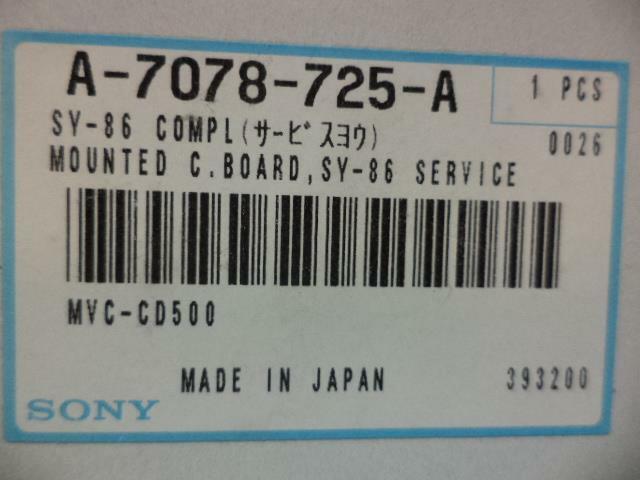 A-7078-725-A
1 PCS
SY-86 COMPL(サービスヨウ)
0026
MOUNTED C.BOARD,SY-86 SERVICE
MVC-CD500
MADE IN JAPAN
393200
SONY